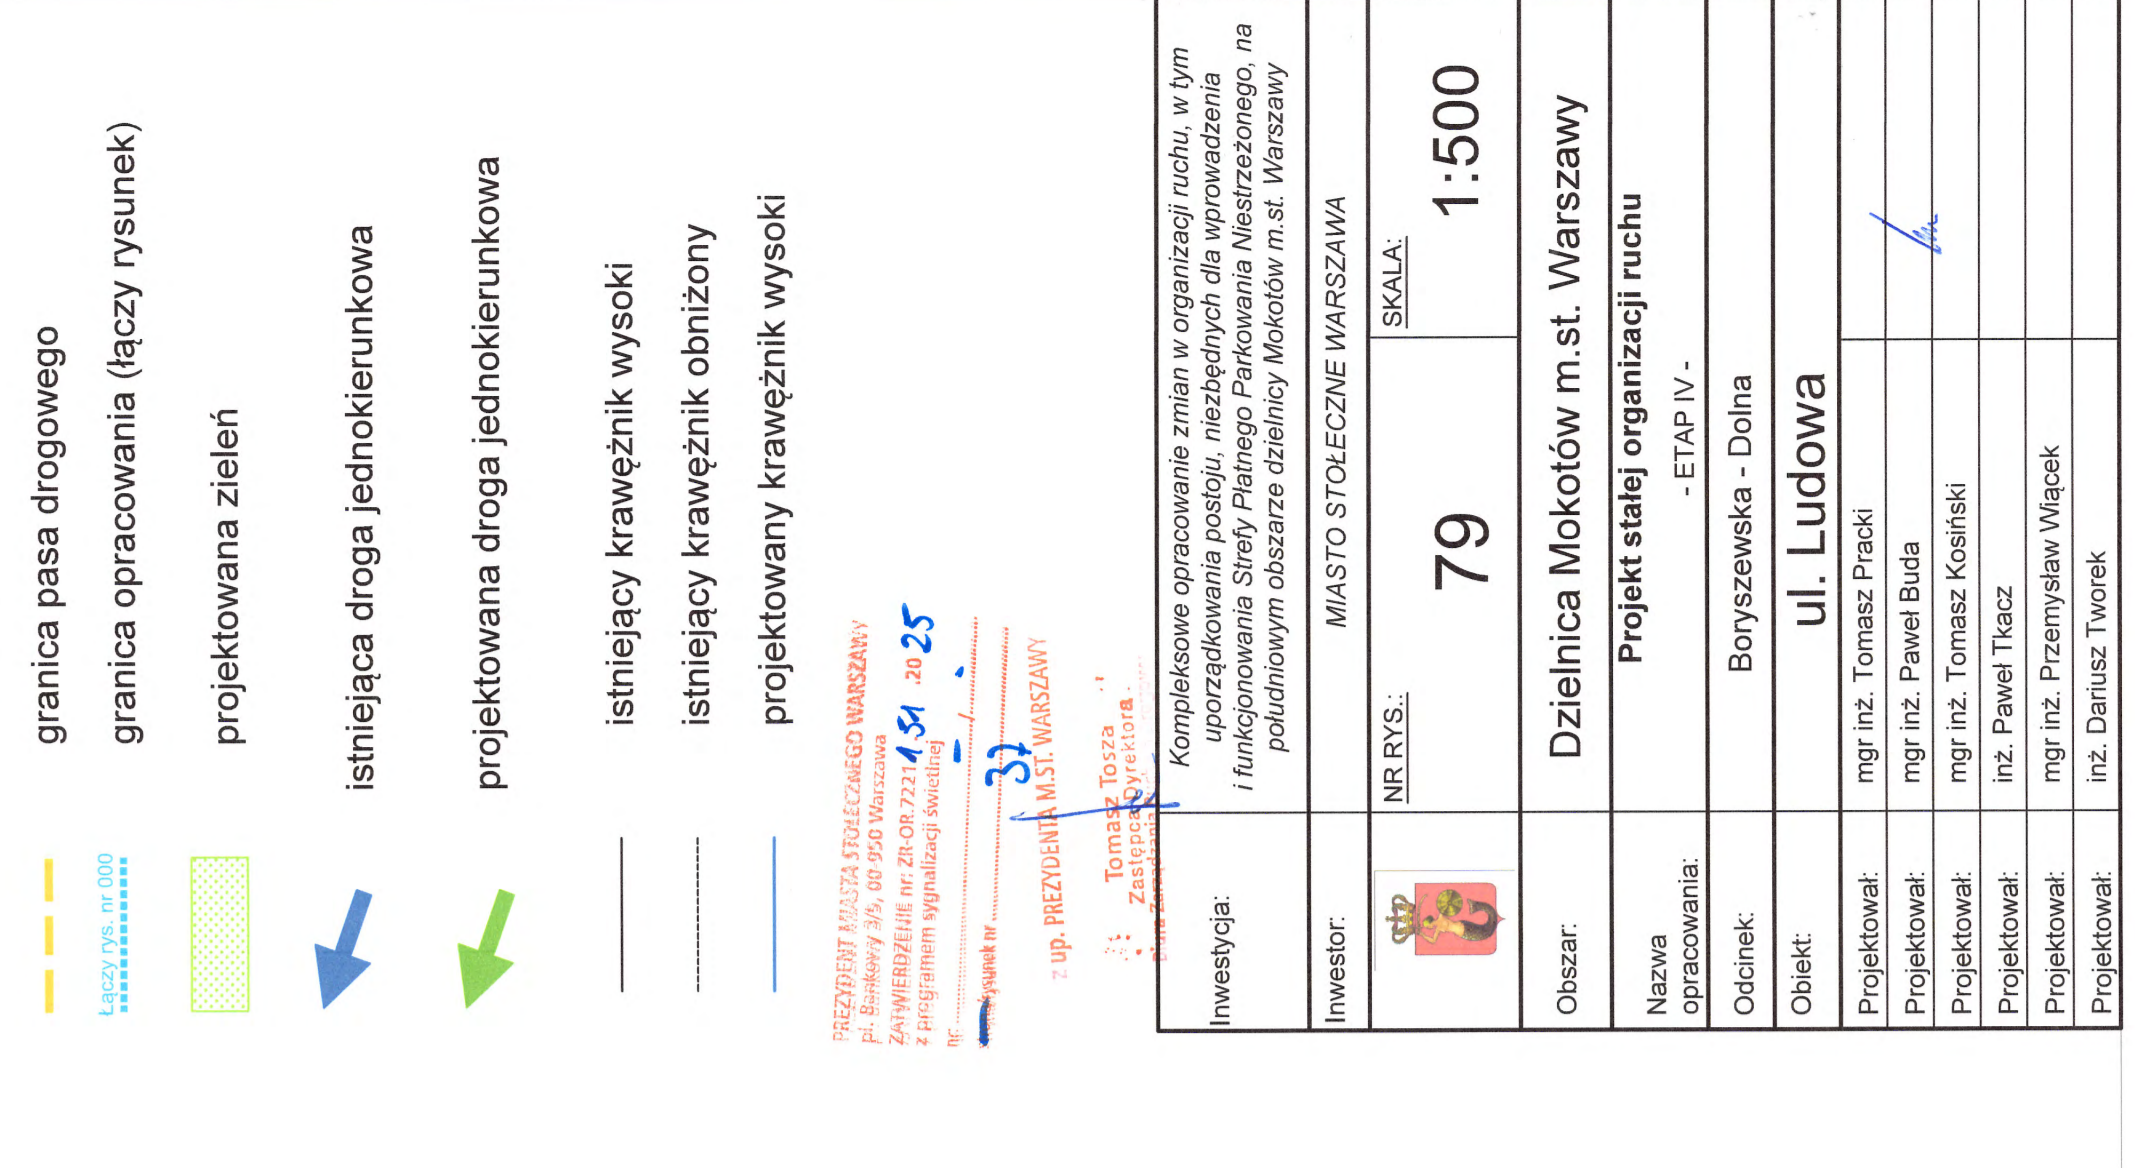 granica pasa drogowego
Łączy rys. nr 000
granica opracowania (łączy rysunek)
projektowana zieleń
istniejąca droga jednokierunkowa
projektowana droga jednokierunkowa
istniejący krawężnik wysoki
istniejący krawężnik obniżony
projektowany krawężnik wysoki
PREZYDENT MIASTA STOŁECZNEGO WARSZAWY
pl. Bankowy 3/5, 00-950 Warszawa
ZATWIERDZENIE nr: ZR-OR.7221.151.2025
z programem sygnalizacji świetlnej
nr - / -
rysunek nr 37
z up. PREZYDENTA M.ST. WARSZAWY
Tomasz Tosza
Zastępca Dyrektora
Biura Zarządzania
Inwestycja:
Kompleksowe opracowanie zmian w organizacji ruchu, w tym
uporządkowania postoju, niezbędnych dla wprowadzenia
i funkcjonowania Strefy Płatnego Parkowania Niestrzeżonego, na
południowym obszarze dzielnicy Mokotów m.st. Warszawy
Inwestor: MIASTO STOŁECZNE WARSZAWA
NR RYS.: SKALA:
79 1:500
Obszar: Dzielnica Mokotów m.st. Warszawy
Nazwa opracowania:
Projekt stałej organizacji ruchu
- ETAP IV -
Odcinek: Boryszewska - Dolna
Obiekt: ul. Ludowa
Projektował: mgr inż. Tomasz Pracki
Projektował: mgr inż. Paweł Buda
Projektował: mgr inż. Tomasz Kosiński
Projektował: inż. Paweł Tkacz
Projektował: mgr inż. Przemysław Wiącek
Projektował: inż. Dariusz Tworek